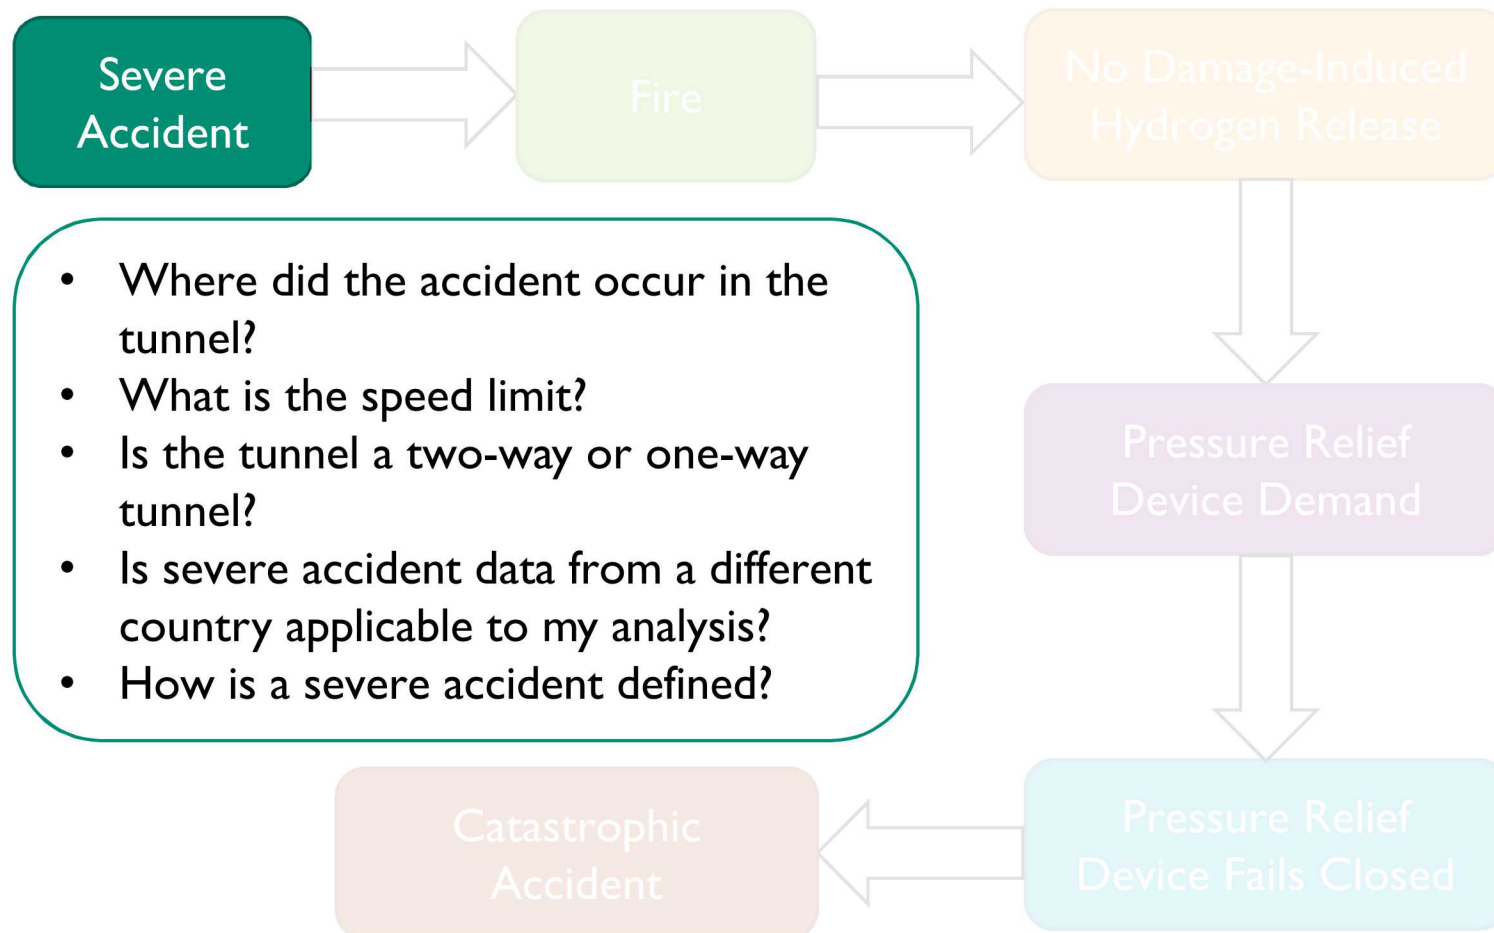 Severe
Accident
Fire
No Damage-Induced
Hydrogen Release
• Where did the accident occur in the
tunnel?
• What is the speed limit?
• Is the tunnel a two-way or one-way
tunnel?
• Is severe accident data from a different
country applicable to my analysis?
• How is a severe accident defined?
Pressure Relief
Device Demand
Pressure Relief
Device Fails Closed
Catastrophic
Accident